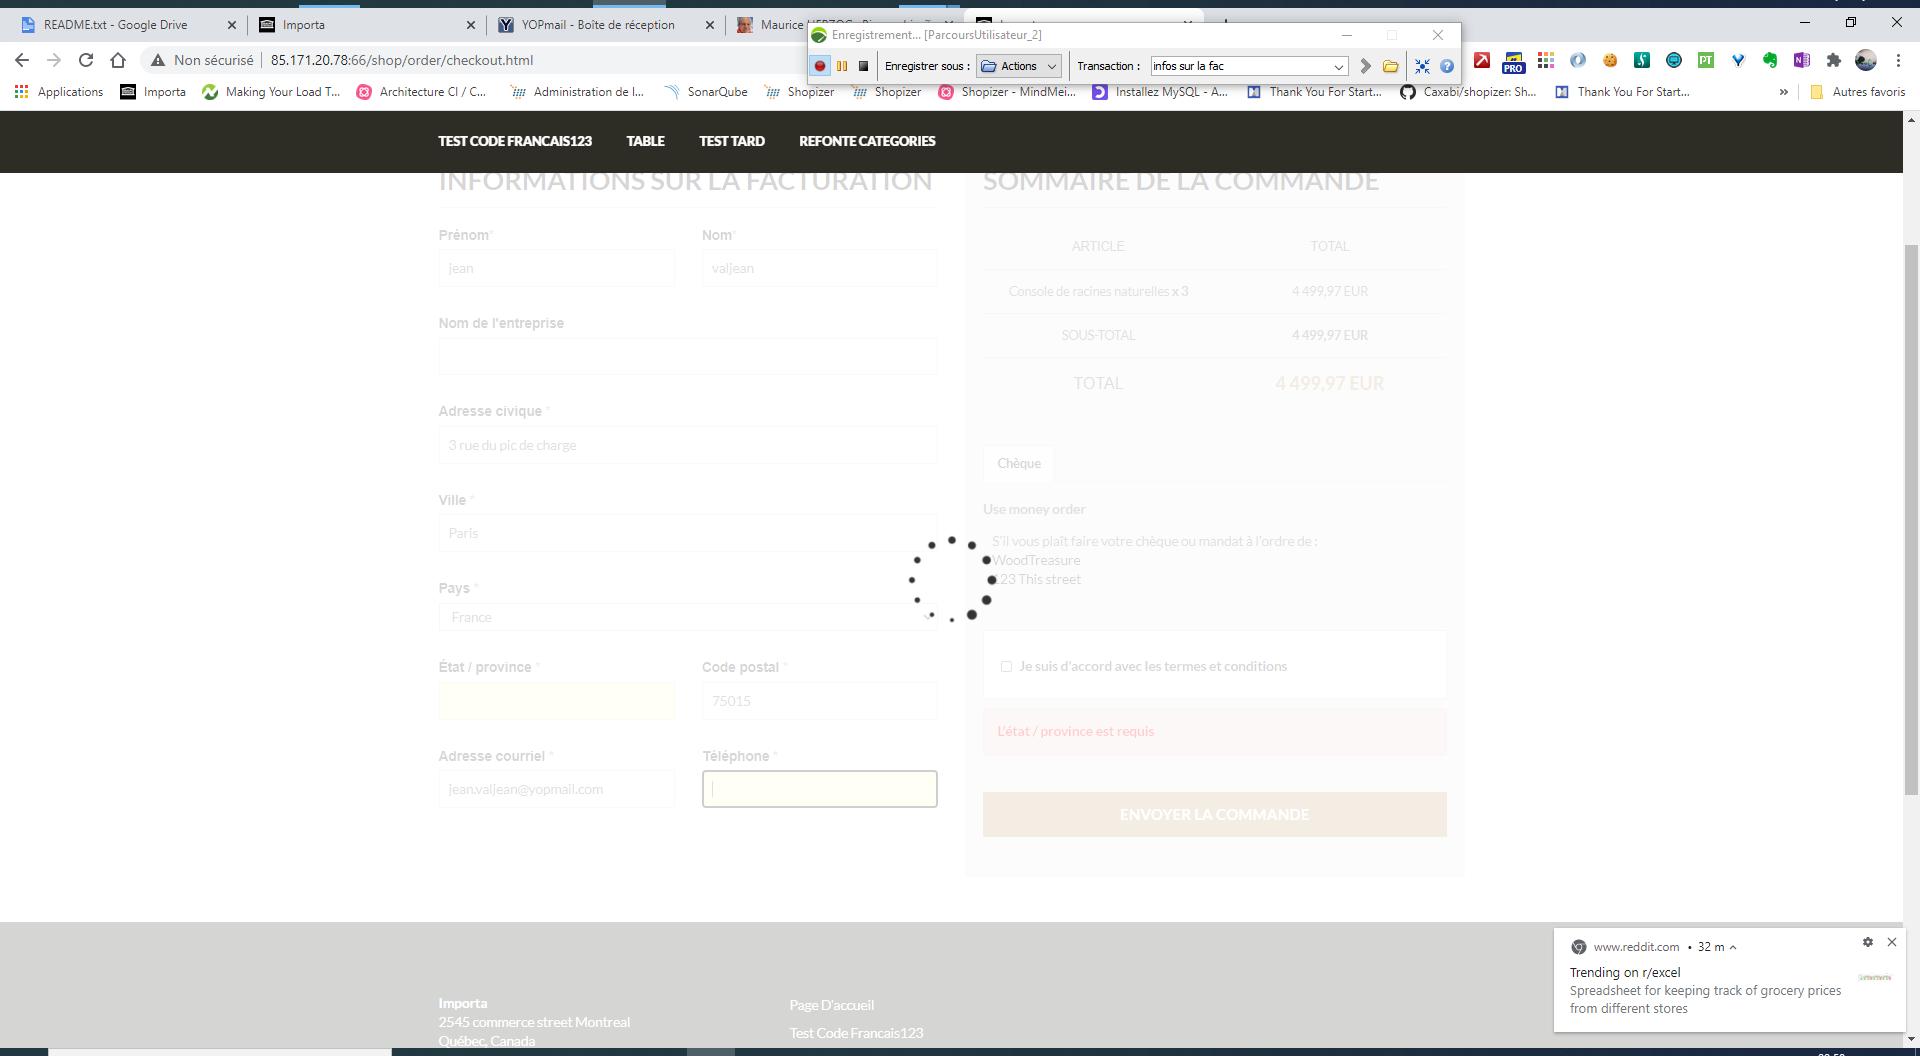 README.txt - Google Drive
Importa
YOPmail - Boîte de réception
Enregistrement... [ParcoursUtilisateur_2]
Non sécurisé
85.171.20.78:66/shop/order/checkout.html
Enregistrer sous :
Actions
Transaction :
infos sur la fac
PRO
PT
Applications
Importa
Making Your Load T...
Architecture CI / C...
Administration de l...
SonarQube
Shopizer
Shopizer
Shopizer - MindMei...
Installez MySQL - A...
Thank You For Start...
Caxabi/shopizer: Sh...
Thank You For Start...
»
Autres favoris
TEST CODE FRANCAIS123
TABLE
TEST TARD
REFONTE CATEGORIES
INFORMATIONS SUR LA FACTURATION
Prénom*
Nom*
jean
valjean
Nom de l'entreprise
Adresse civique *
3 rue du pic de charge
Ville *
Paris
Pays *
France
État / province *
Code postal *
75015
Adresse courriel *
Téléphone *
jean.valjean@yopmail.com
SOMMAIRE DE LA COMMANDE
ARTICLE
TOTAL
Console de racines naturelles x 3
4 499,97 EUR
SOUS-TOTAL
4 499,97 EUR
TOTAL
4 499,97 EUR
Chèque
Use money order
S'il vous plaît faire votre chèque ou mandat à l'ordre de :
WoodTreasure
123 This street
Je suis d'accord avec les termes et conditions
L'état / province est requis
ENVOYER LA COMMANDE
Importa
2545 commerce street Montreal
Québec, Canada
Page D'accueil
Test Code Francais123
www.reddit.com • 32 m
Trending on r/excel
Spreadsheet for keeping track of grocery prices
from different stores